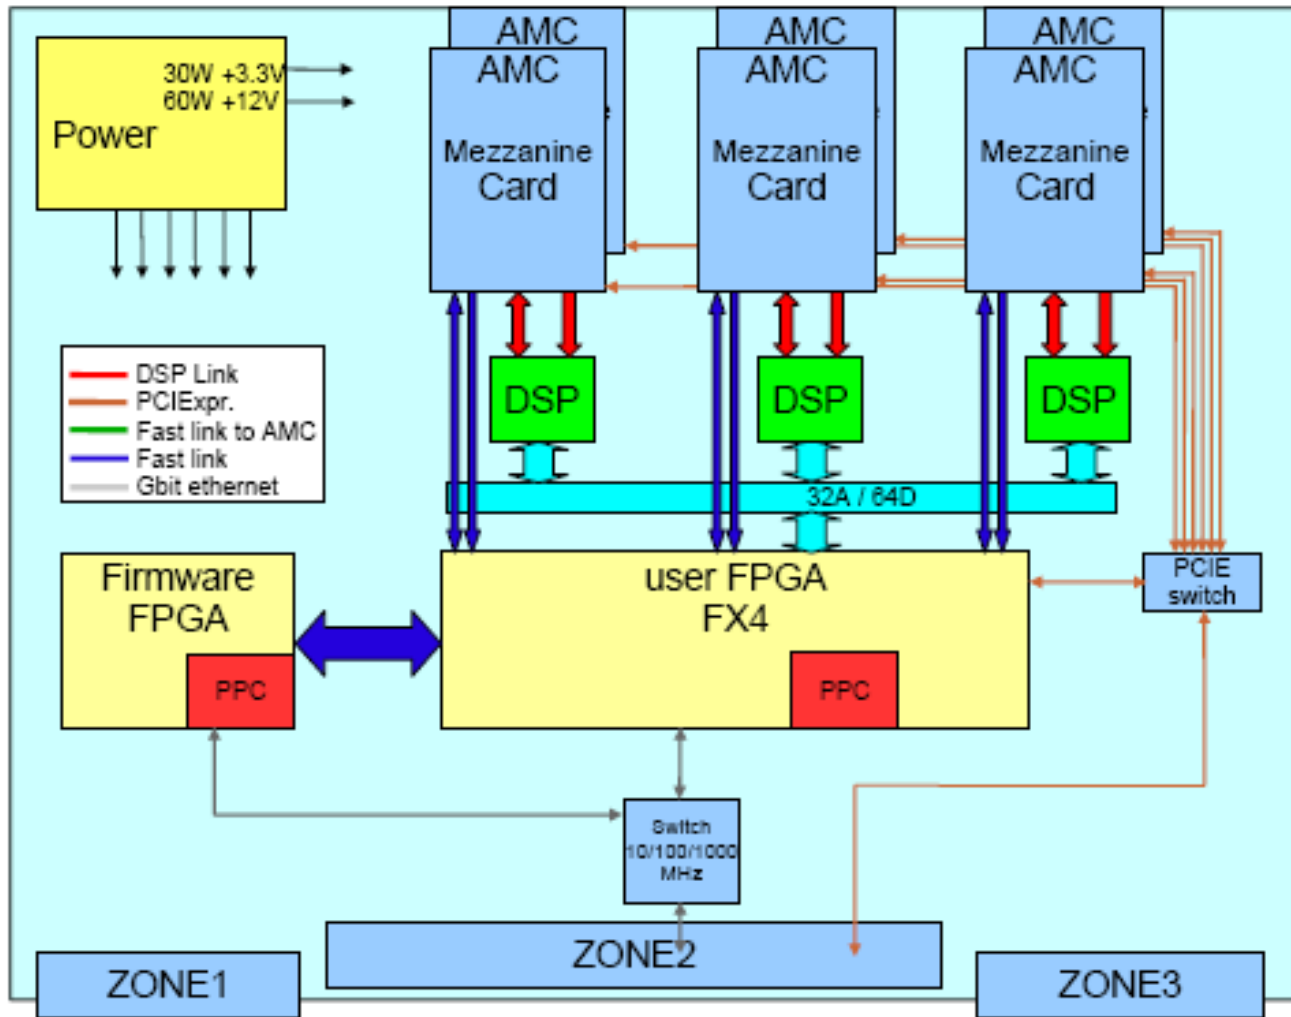 AMC
AMC
Mezzanine
Card
AMC
AMC
Mezzanine
Card
AMC
AMC
Mezzanine
Card
30W +3.3V
60W +12V
Power
DSP Link
PCIExpr.
Fast link to AMC
Fast link
Gbit ethernet
DSP
DSP
DSP
32A / 64D
Firmware
FPGA
PPC
user FPGA
FX4
PPC
PCIE
switch
Switch
10/100/1000
MHz
ZONE1
ZONE2
ZONE3